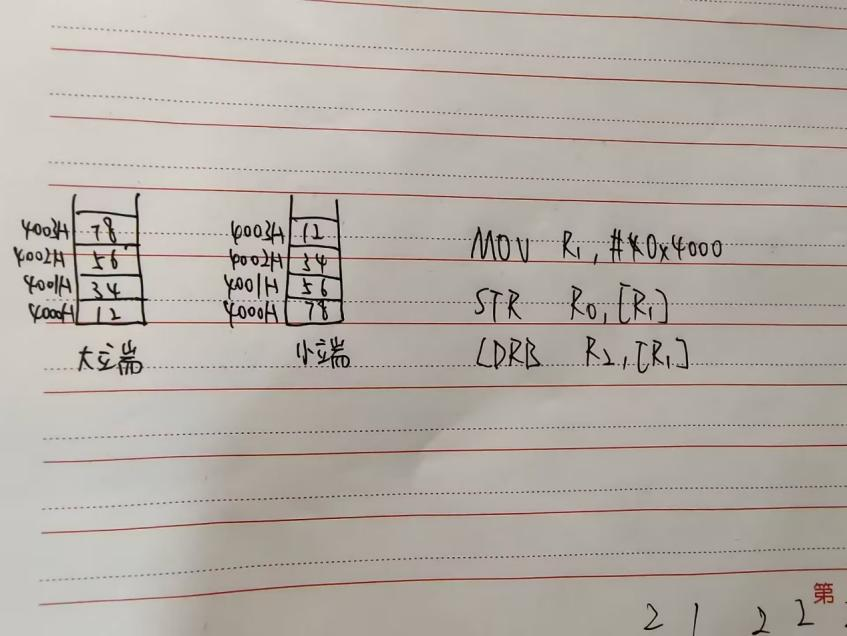 4003H 78
4002H 56
4001H 34
4000H 12
大端
4003H 12
4002H 34
4001H 56
4000H 78
小端
MOV R1, #0x4000
STR R0, [R1]
LDRB R2, [R1]
第
2 1 2 2